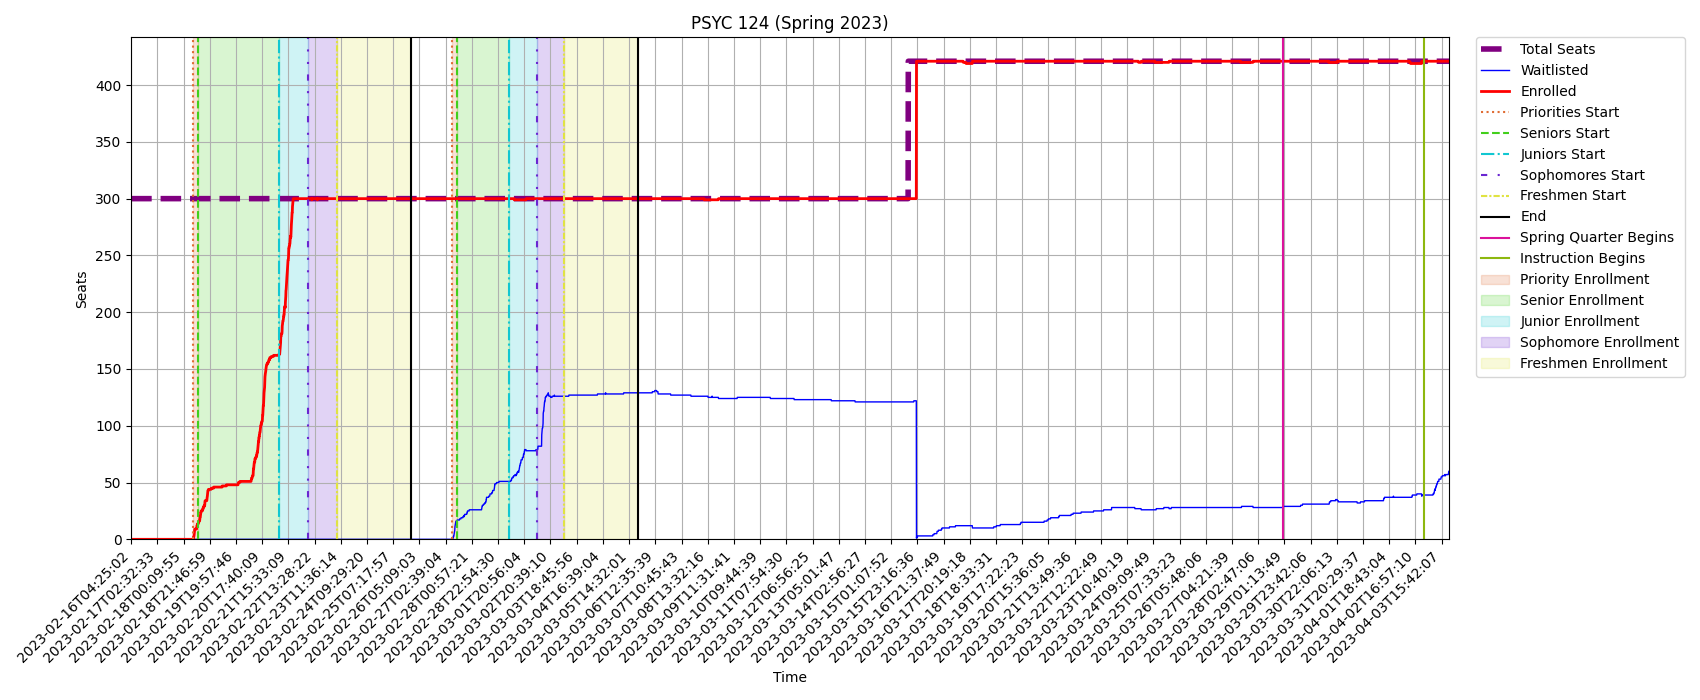 PSYC 124 (Spring 2023)
Seats
400
350
300
250
200
150
100
50
0
2023-02-16T04:25:02
2023-02-17T02:32:33
2023-02-18T00:09:55
2023-02-18T21:46:59
2023-02-19T19:57:46
2023-02-20T17:40:09
2023-02-21T15:33:09
2023-02-22T13:28:22
2023-02-23T11:36:14
2023-02-24T09:29:20
2023-02-25T07:17:57
2023-02-26T05:09:03
2023-02-27T02:39:04
2023-02-28T00:57:21
2023-02-28T22:54:30
2023-03-01T20:56:04
2023-03-02T20:39:10
2023-03-03T18:45:56
2023-03-04T16:39:04
2023-03-05T14:32:01
2023-03-06T12:35:39
2023-03-07T10:45:43
2023-03-08T13:32:16
2023-03-09T11:31:41
2023-03-10T09:44:39
2023-03-11T07:54:30
2023-03-12T06:56:25
2023-03-13T05:01:47
2023-03-14T02:56:27
2023-03-15T01:07:52
2023-03-15T23:16:36
2023-03-16T21:37:49
2023-03-17T20:19:18
2023-03-18T18:33:31
2023-03-19T17:22:23
2023-03-20T15:36:05
2023-03-21T13:49:36
2023-03-22T12:22:49
2023-03-23T10:40:19
2023-03-24T09:09:49
2023-03-25T07:33:23
2023-03-26T05:48:06
2023-03-27T04:21:39
2023-03-28T02:47:06
2023-03-29T01:13:49
2023-03-29T23:42:06
2023-03-30T22:06:13
2023-03-31T20:29:37
2023-04-01T18:43:04
2023-04-02T16:57:10
2023-04-03T15:42:07
Time
Total Seats
Waitlisted
Enrolled
Priorities Start
Seniors Start
Juniors Start
Sophomores Start
Freshmen Start
End
Spring Quarter Begins
Instruction Begins
Priority Enrollment
Senior Enrollment
Junior Enrollment
Sophomore Enrollment
Freshmen Enrollment